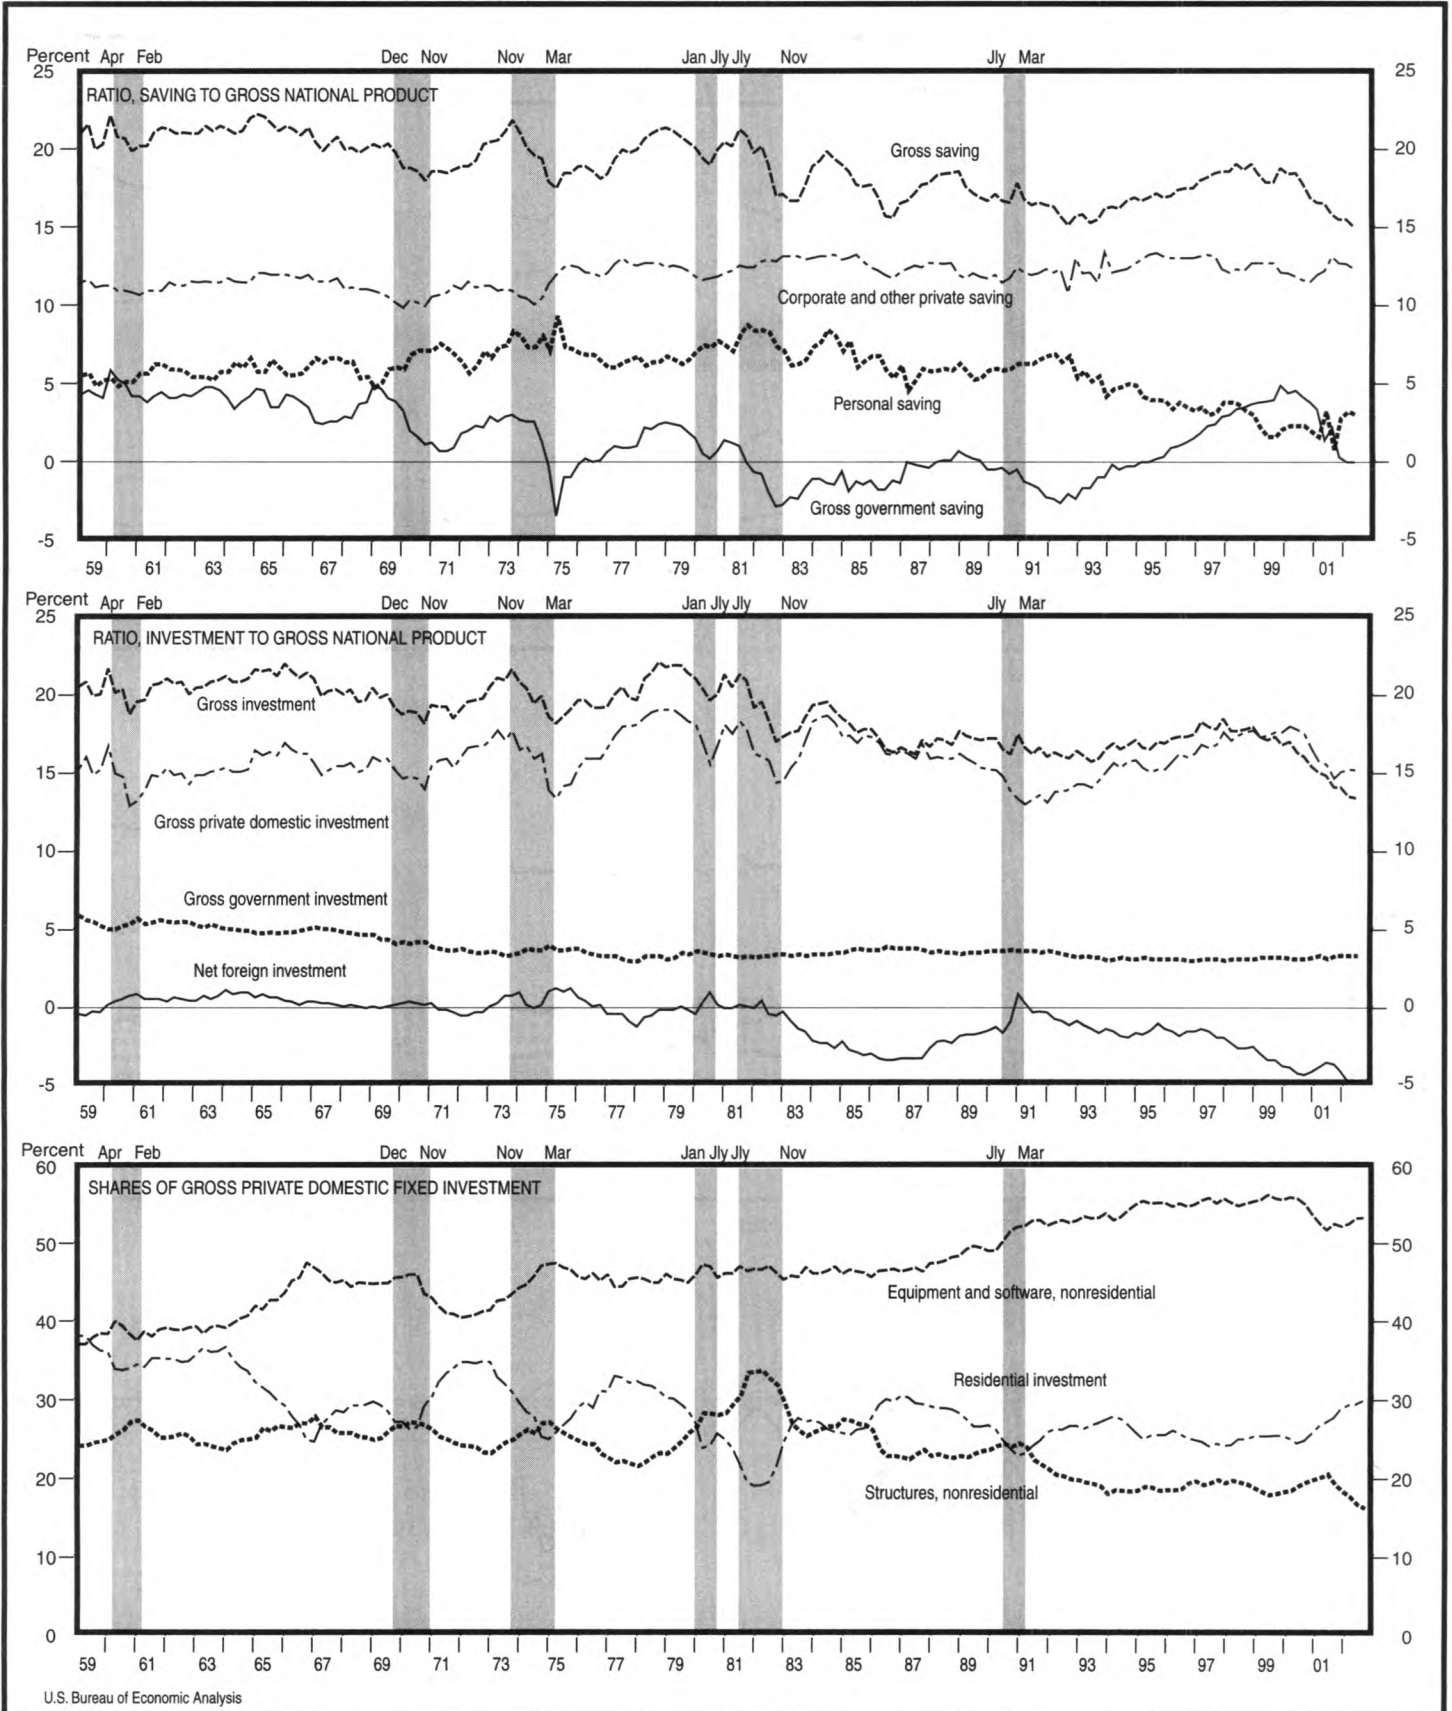 Percent Apr Feb Dec Nov Nov Mar Jan Jly Jly Nov Jly Mar
25 25
RATIO, SAVING TO GROSS NATIONAL PRODUCT
Gross saving
20 20
15 15
Corporate and other private saving
10 10
Personal saving
5 5
0 0
Gross government saving
-5 -5
59 61 63 65 67 69 71 73 75 77 79 81 83 85 87 89 91 93 95 97 99 01
Percent Apr Feb Dec Nov Nov Mar Jan Jly Jly Nov Jly Mar
25 25
RATIO, INVESTMENT TO GROSS NATIONAL PRODUCT
20 20
Gross investment
15 15
Gross private domestic investment
10 10
Gross government investment
5 5
Net foreign investment
0 0
-5 -5
59 61 63 65 67 69 71 73 75 77 79 81 83 85 87 89 91 93 95 97 99 01
Percent Apr Feb Dec Nov Nov Mar Jan Jly Jly Nov Jly Mar
60 60
SHARES OF GROSS PRIVATE DOMESTIC FIXED INVESTMENT
50 50
Equipment and software, nonresidential
40 40
Residential investment
30 30
20 20
Structures, nonresidential
10 10
0 0
59 61 63 65 67 69 71 73 75 77 79 81 83 85 87 89 91 93 95 97 99 01
U.S. Bureau of Economic Analysis